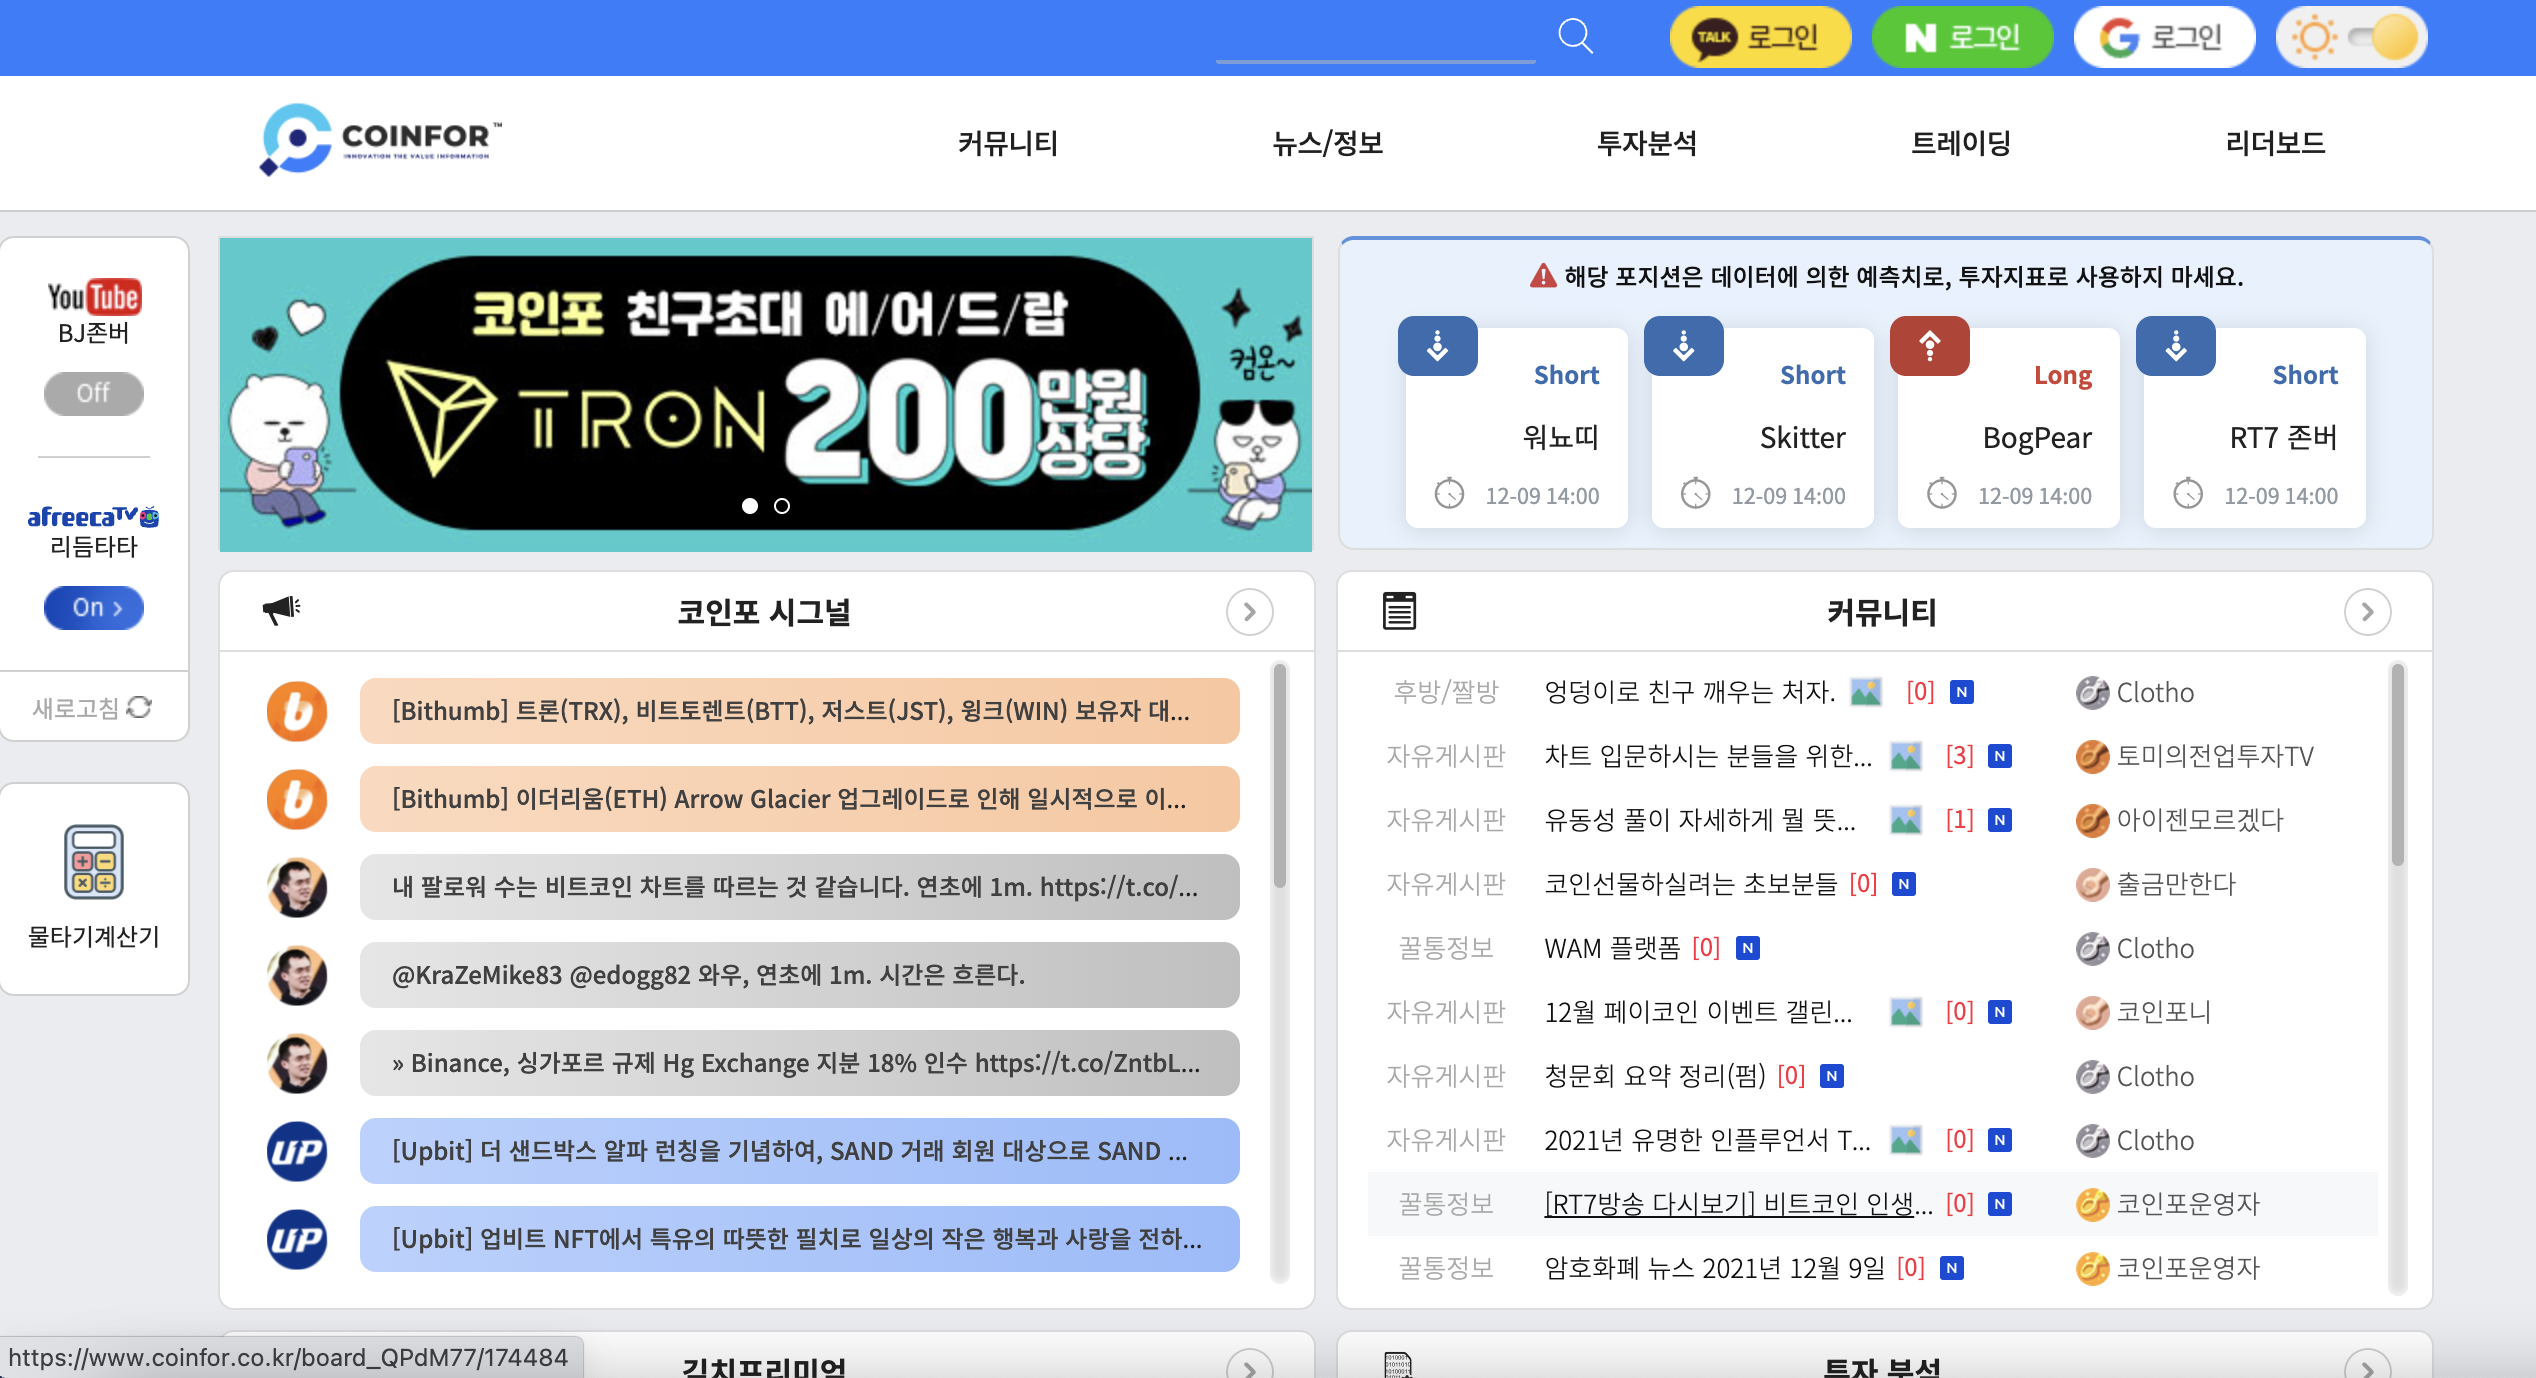 TALK 로그인
N 로그인
G 로그인
COINFOR™
INNOVATION THE VALUE INFORMATION
커뮤니티
뉴스/정보
투자분석
트레이딩
리더보드
YouTube
BJ존버
Off
afreecaTV
리듬타타
On >
새로고침
물타기계산기
코인포 친구초대 에/어/드/랍
TRON 200만원 상당
컴온~
해당 포지션은 데이터에 의한 예측치로, 투자지표로 사용하지 마세요.
Short
워뇨띠
12-09 14:00
Short
Skitter
12-09 14:00
Long
BogPear
12-09 14:00
Short
RT7 존버
12-09 14:00
코인포 시그널
[Bithumb] 트론(TRX), 비트토렌트(BTT), 저스트(JST), 윙크(WIN) 보유자 대...
[Bithumb] 이더리움(ETH) Arrow Glacier 업그레이드로 인해 일시적으로 이...
내 팔로워 수는 비트코인 차트를 따르는 것 같습니다. 연초에 1m. https://t.co/...
@KraZeMike83 @edogg82 와우, 연초에 1m. 시간은 흐른다.
» Binance, 싱가포르 규제 Hg Exchange 지분 18% 인수 https://t.co/ZntbL...
UP [Upbit] 더 샌드박스 알파 런칭을 기념하여, SAND 거래 회원 대상으로 SAND ...
UP [Upbit] 업비트 NFT에서 특유의 따뜻한 필치로 일상의 작은 행복과 사랑을 전하...
커뮤니티
후방/짤방 엉덩이로 친구 깨우는 처자. [0] N Clotho
자유게시판 차트 입문하시는 분들을 위한... [3] N 토미의전업투자TV
자유게시판 유동성 풀이 자세하게 뭘 뜻... [1] N 아이젠모르겠다
자유게시판 코인선물하실려는 초보분들 [0] N 출금만한다
꿀통정보 WAM 플랫폼 [0] N Clotho
자유게시판 12월 페이코인 이벤트 갤린... [0] N 코인포니
자유게시판 청문회 요약 정리(펌) [0] N Clotho
자유게시판 2021년 유명한 인플루언서 T... [0] N Clotho
꿀통정보 [RT7방송 다시보기] 비트코인 인생... [0] N 코인포운영자
꿀통정보 암호화폐 뉴스 2021년 12월 9일 [0] N 코인포운영자
김치프리미엄
투자 분석
https://www.coinfor.co.kr/board_QPdM77/174484